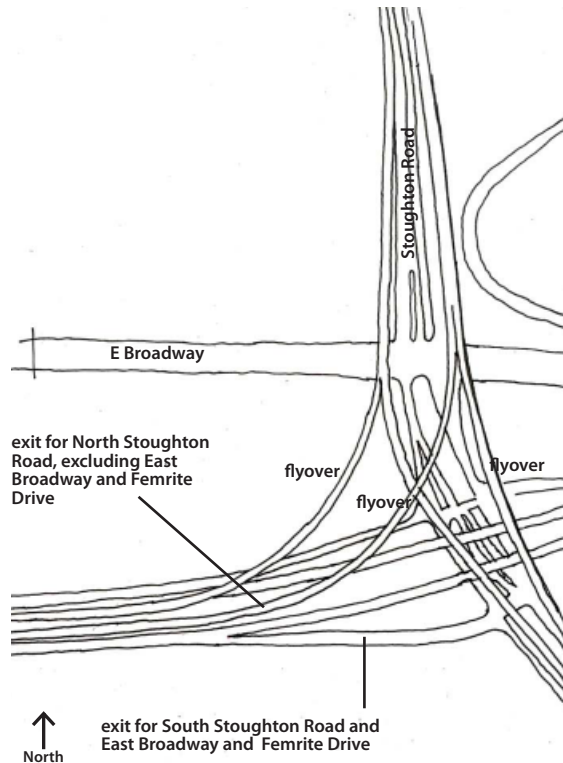 Stoughton Road
E Broadway
exit for North Stoughton
Road, excluding East
Broadway and Femrite
Drive
flyover
flyover
flyover
North
exit for South Stoughton Road and
East Broadway and Femrite Drive